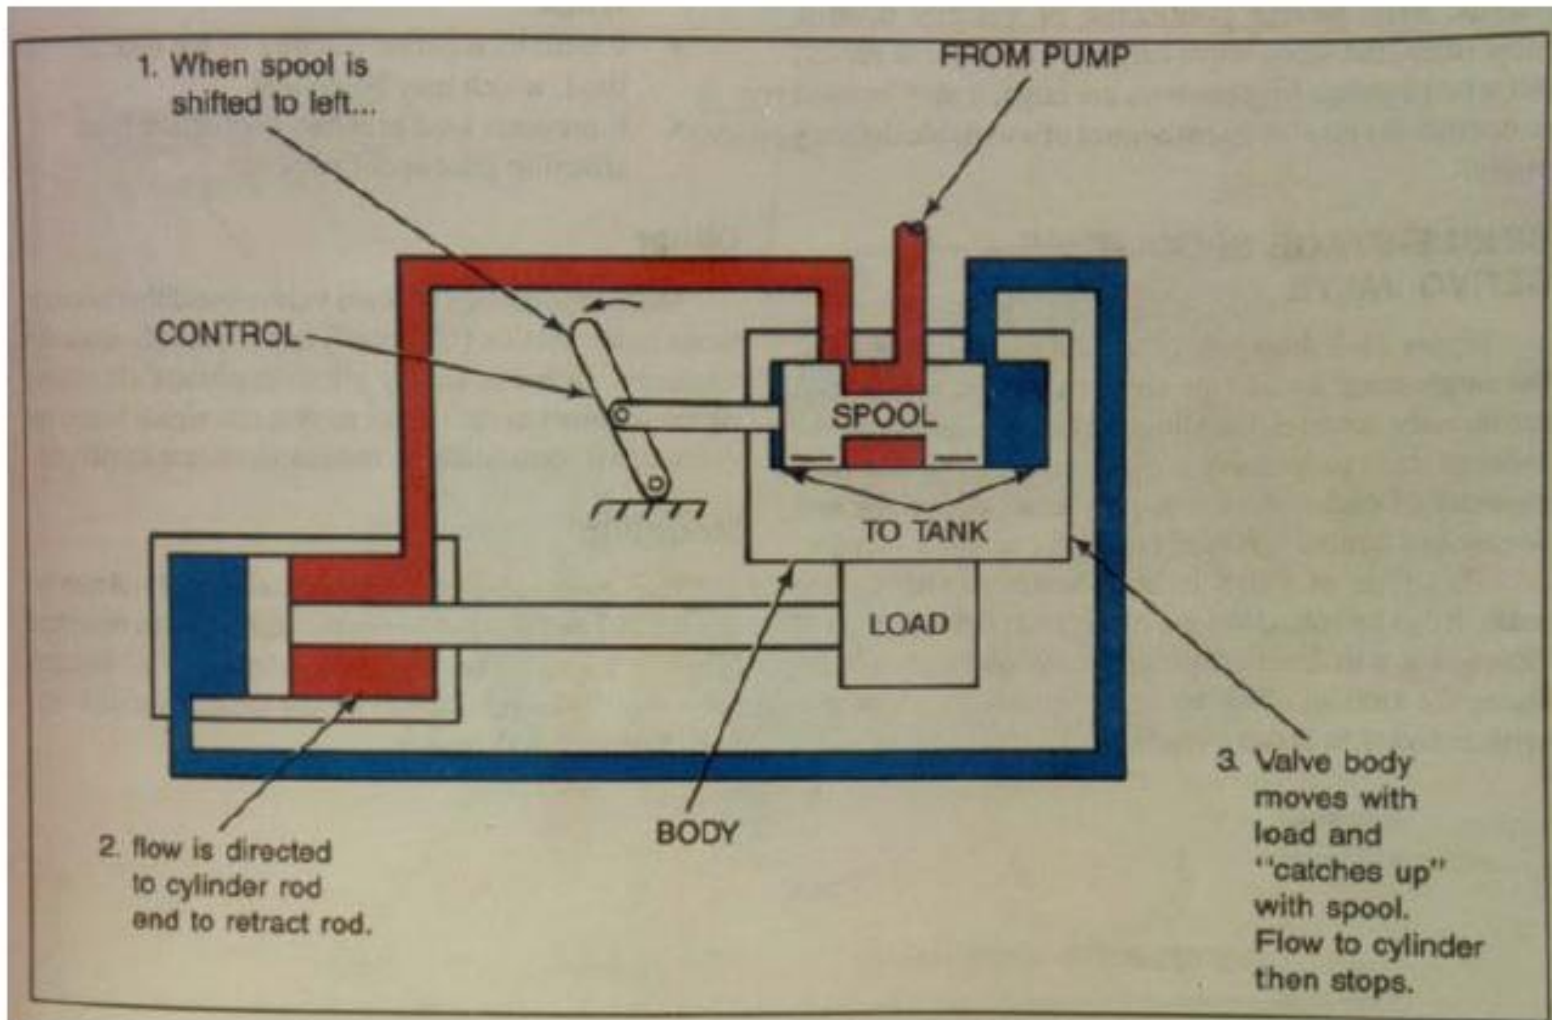 1. When spool is
shifted to left...
FROM PUMP
CONTROL
SPOOL
TO TANK
LOAD
BODY
2. flow is directed
to cylinder rod
end to retract rod.
3. Valve body
moves with
load and
"catches up"
with spool.
Flow to cylinder
then stops.